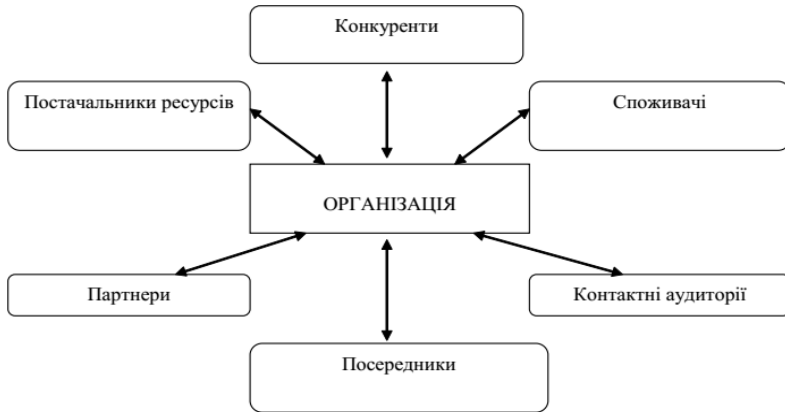 Конкуренти
Постачальники ресурсів
Споживачі
ОРГАНІЗАЦІЯ
Партнери
Контактні аудиторії
Посередники